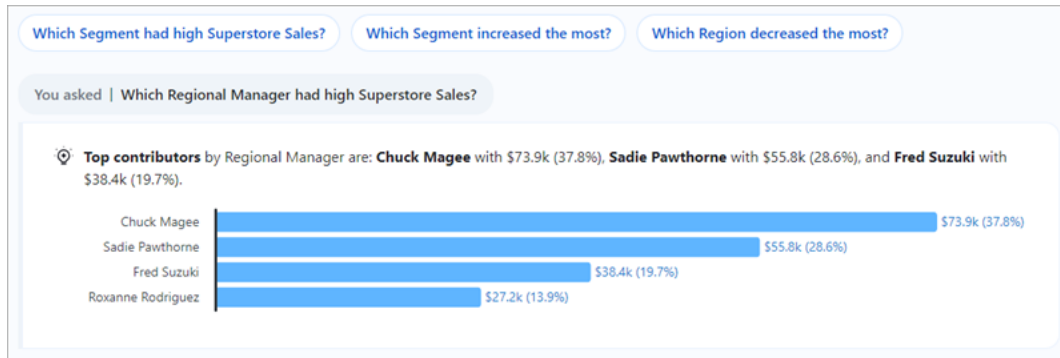 Which Segment had high Superstore Sales? Which Segment increased the most? Which Region decreased the most?
You asked | Which Regional Manager had high Superstore Sales?
Top contributors by Regional Manager are: Chuck Magee with $73.9k (37.8%), Sadie Pawthorne with $55.8k (28.6%), and Fred Suzuki with
$38.4k (19.7%).
Chuck Magee $73.9k (37.8%)
Sadie Pawthorne $55.8k (28.6%)
Fred Suzuki $38.4k (19.7%)
Roxanne Rodriguez $27.2k (13.9%)